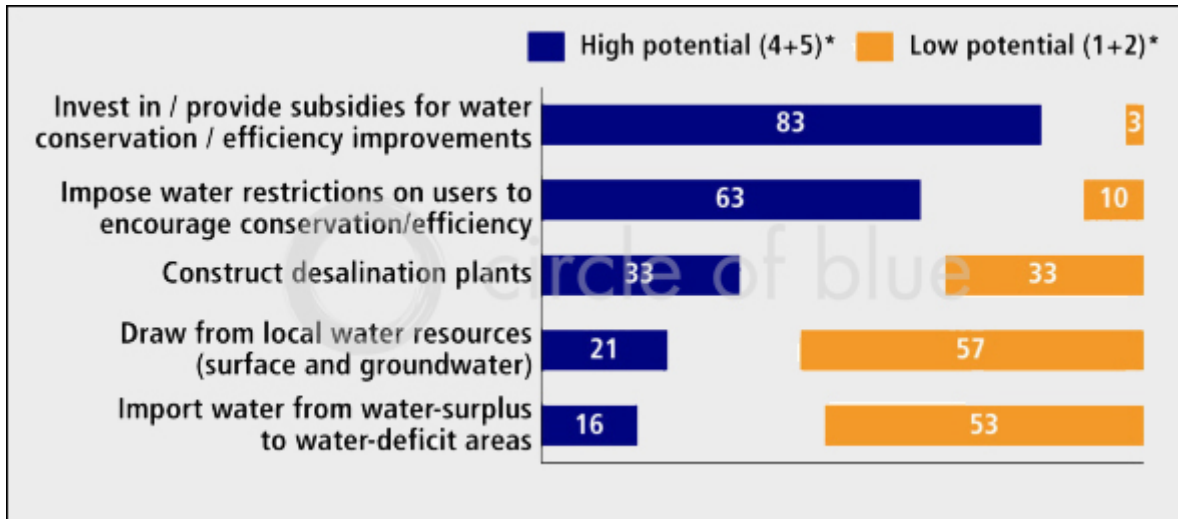 High potential (4+5)* Low potential (1+2)*
Invest in / provide subsidies for water
conservation / efficiency improvements
83 3
Impose water restrictions on users to
encourage conservation/efficiency
63 10
Construct desalination plants 33 33
Draw from local water resources
(surface and groundwater)
21 57
Import water from water-surplus
to water-deficit areas
16 53
circle of blue